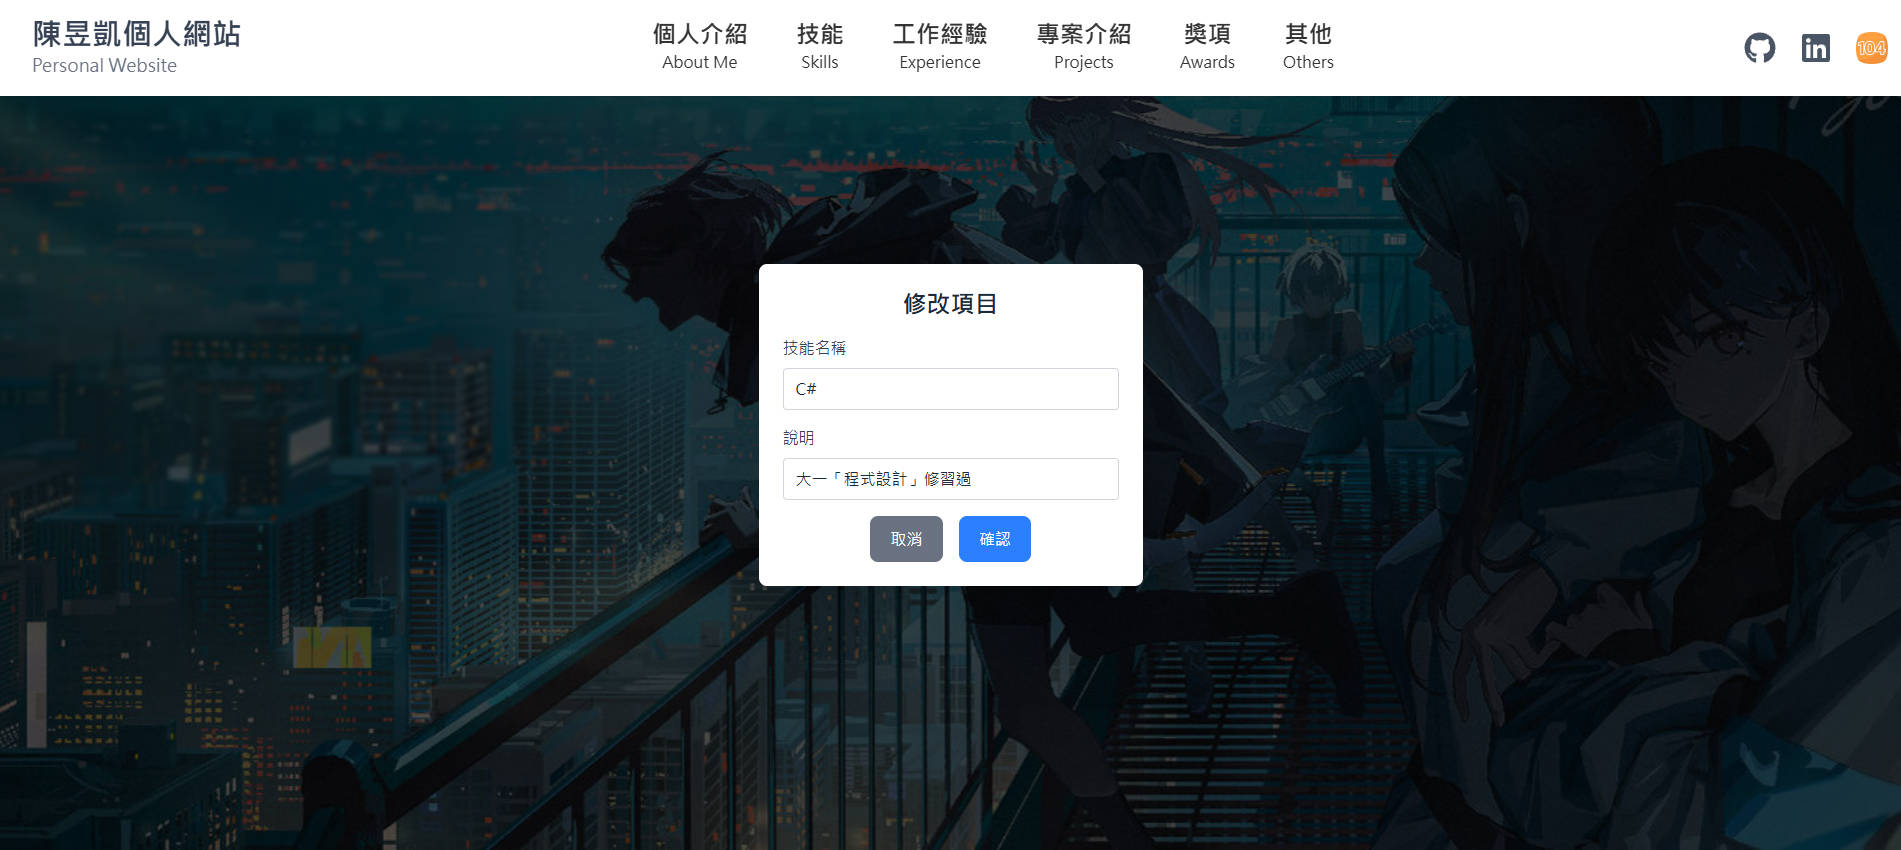 陳昱凱個人網站
Personal Website
個人介紹
About Me
技能
Skills
工作經驗
Experience
專案介紹
Projects
獎項
Awards
其他
Others
104
修改項目
技能名稱
C#
說明
大一「程式設計」修習過
取消
確認